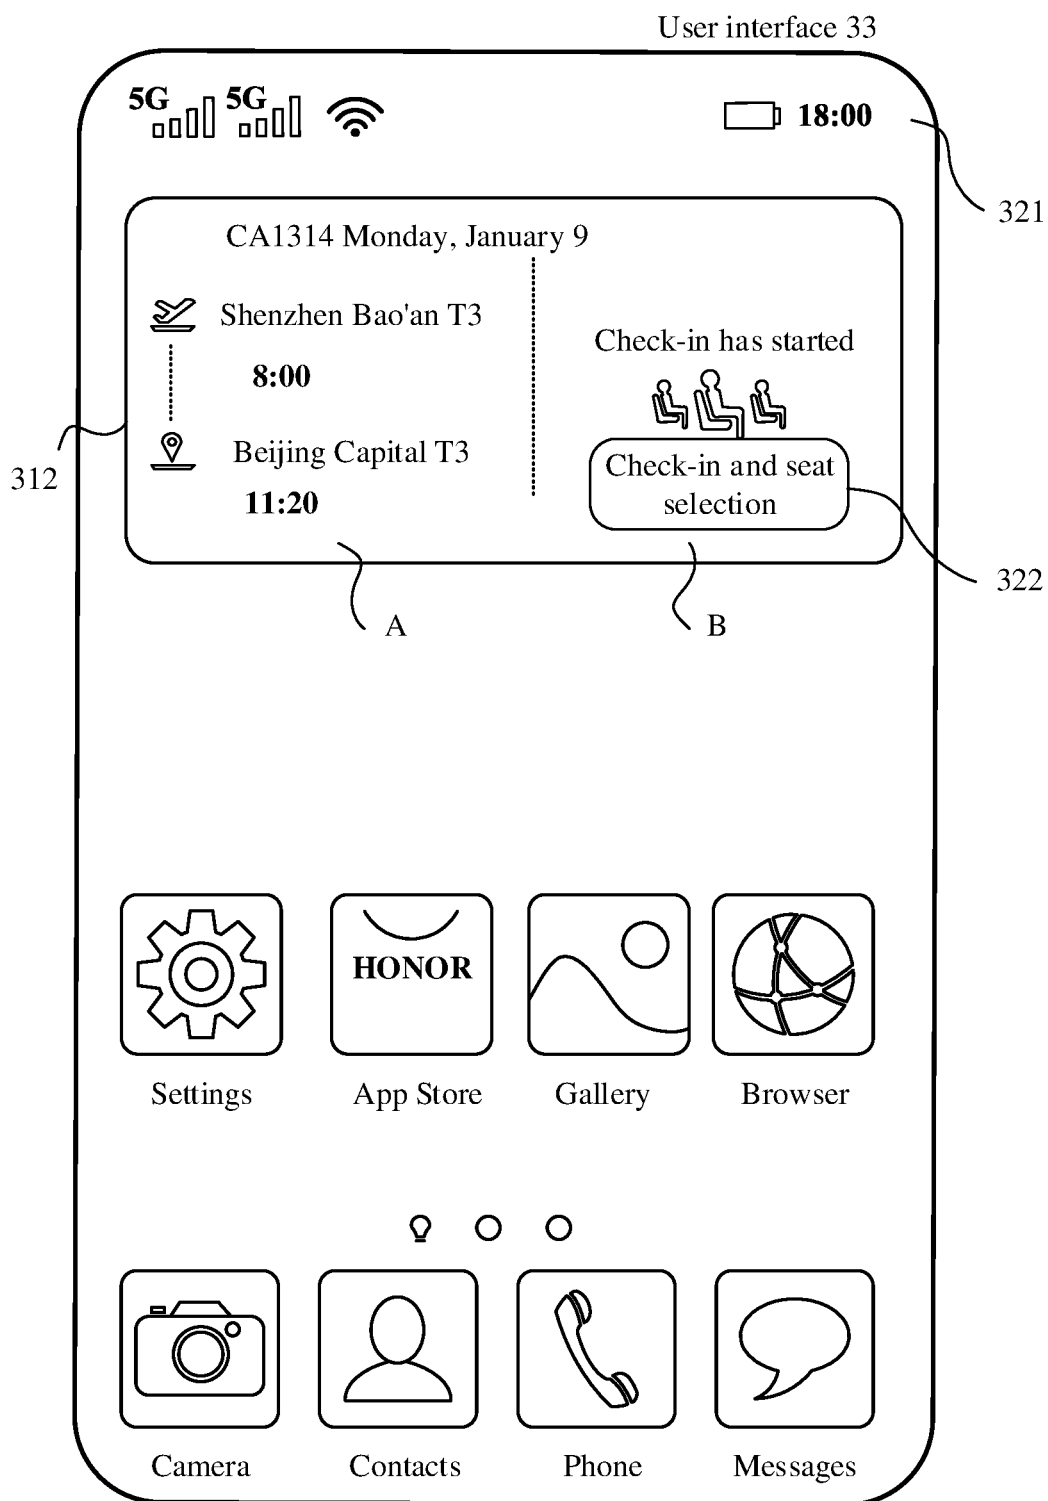 User interface 33
5G 5G 18:00
321
CA1314 Monday, January 9
Shenzhen Bao'an T3
8:00
Beijing Capital T3
11:20
Check-in has started
Check-in and seat
selection
312
322
A
B
HONOR
Settings
App Store
Gallery
Browser
Camera
Contacts
Phone
Messages